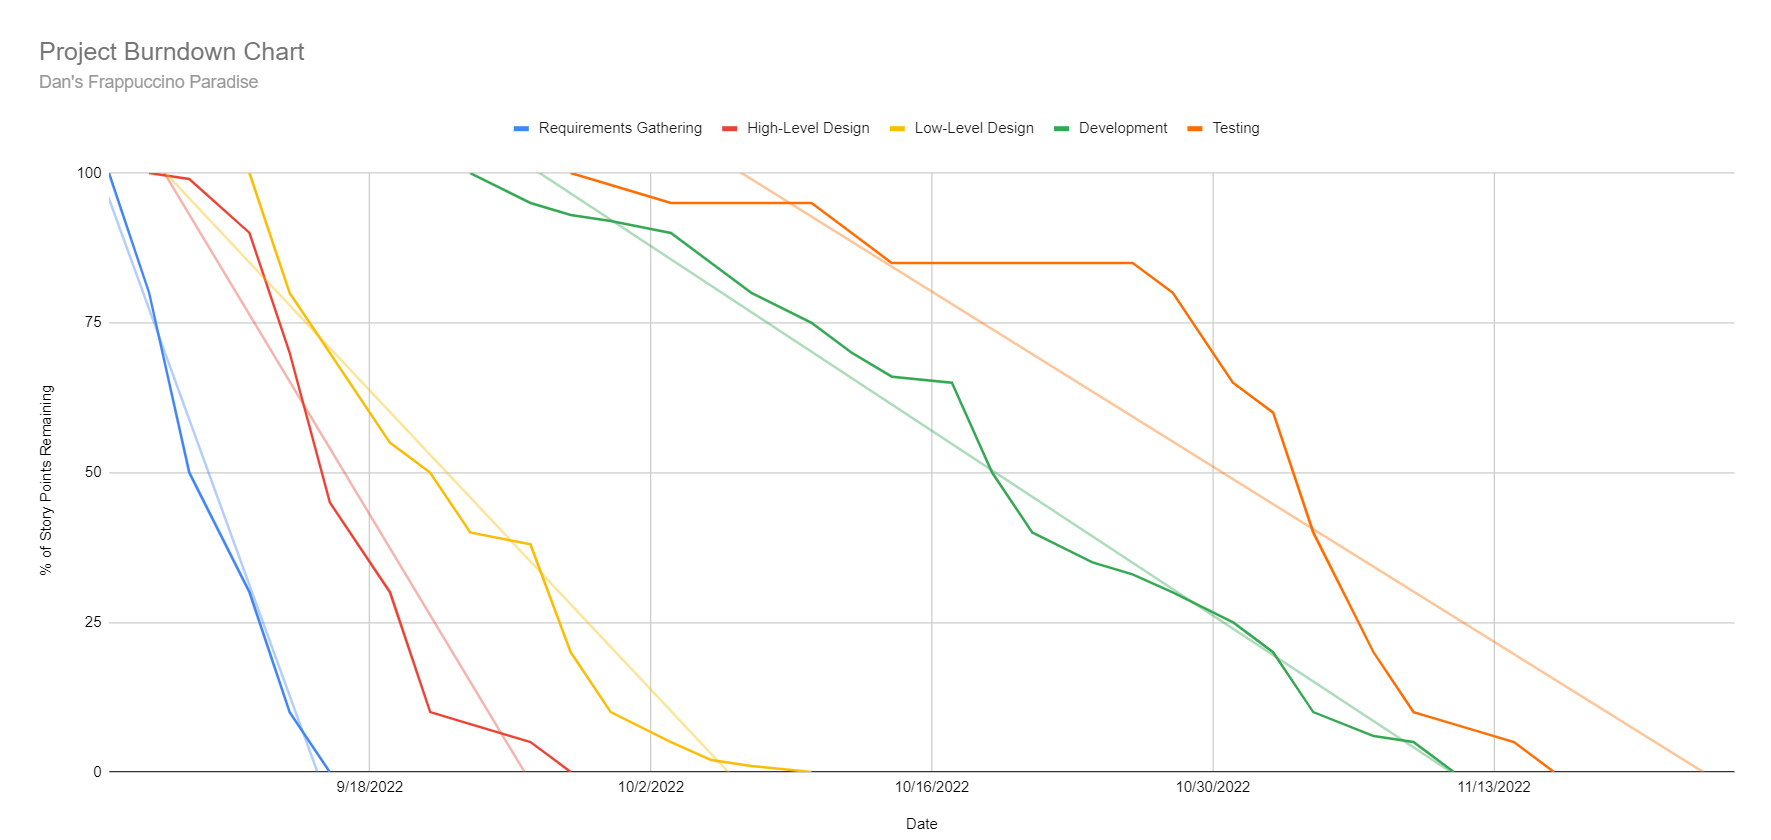 Project Burndown Chart
Dan's Frappuccino Paradise
Requirements Gathering High-Level Design Low-Level Design Development Testing
100
75
50
25
0
% of Story Points Remaining
9/18/2022 10/2/2022 10/16/2022 10/30/2022 11/13/2022
Date